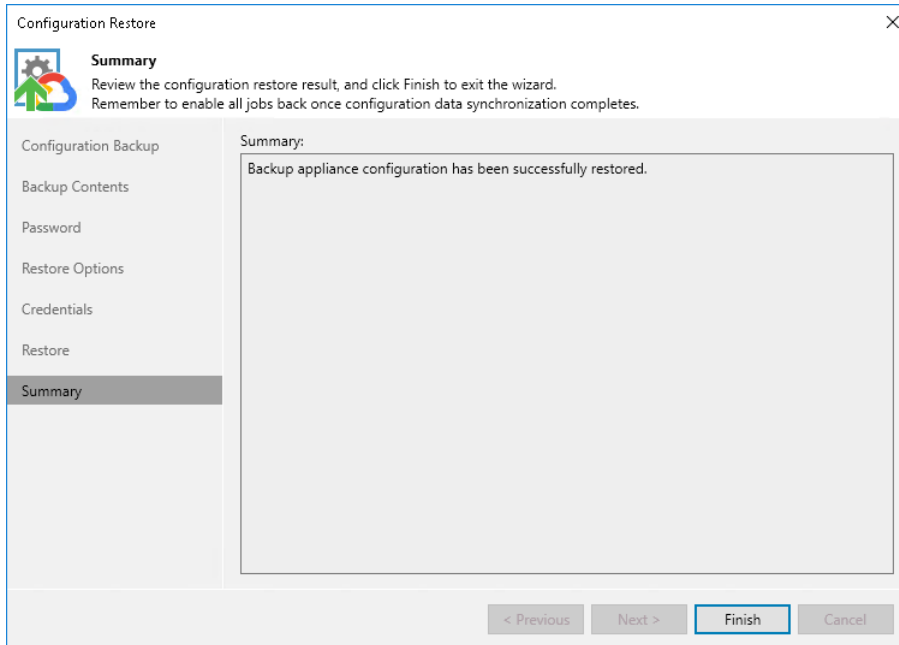 Configuration Restore
Summary
Review the configuration restore result, and click Finish to exit the wizard.
Remember to enable all jobs back once configuration data synchronization completes.
Configuration Backup
Backup Contents
Password
Restore Options
Credentials
Restore
Summary
Summary:
Backup appliance configuration has been successfully restored.
< Previous
Next >
Finish
Cancel